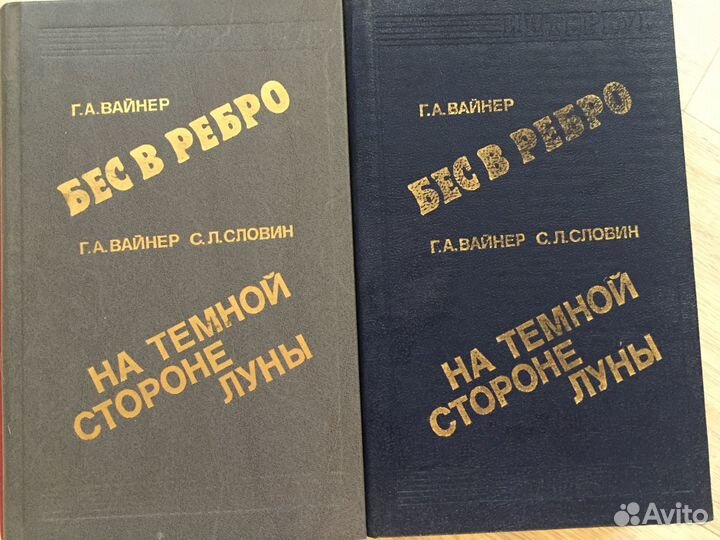 Г.А.ВАЙНЕР
БЕС В РЕБРО
Г.А.ВАЙНЕР С.Л.СЛОВИН
НА ТЕМНОЙ
СТОРОНЕ
ЛУНЫ
ИНТЕРБУК
Г.А.ВАЙНЕР
БЕС В РЕБРО
Г.А.ВАЙНЕР С.Л.СЛОВИН
НА ТЕМНОЙ
СТОРОНЕ
ЛУНЫ
Avito